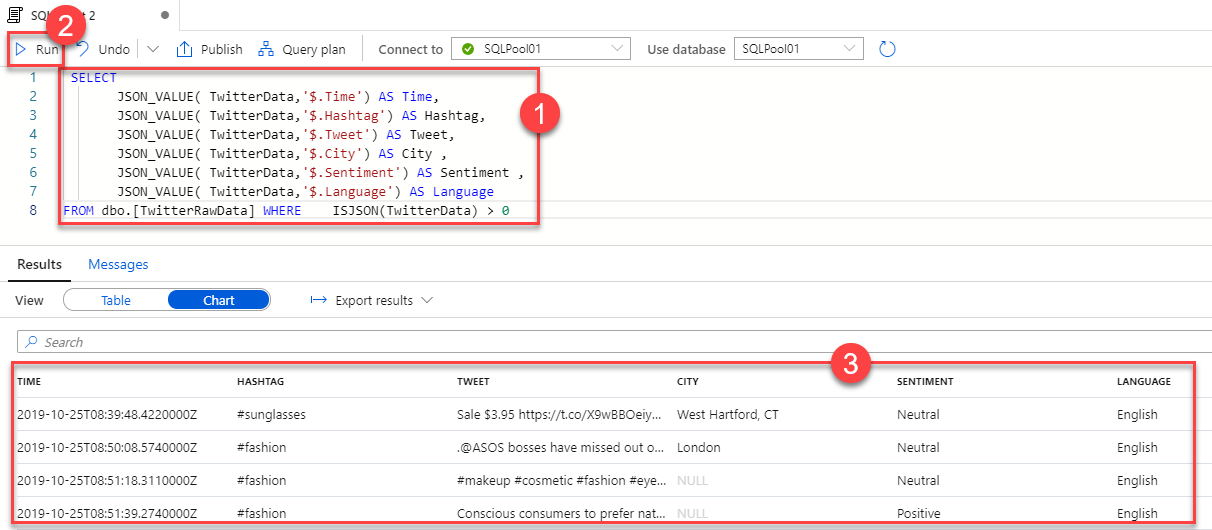 SQL t 2
2
Run Undo Publish Query plan Connect to SQLPool01 Use database SQLPool01
1 SELECT
2 JSON_VALUE( TwitterData,'$.Time') AS Time,
3 JSON_VALUE( TwitterData,'$.Hashtag') AS Hashtag,
1
4 JSON_VALUE( TwitterData,'$.Tweet') AS Tweet,
5 JSON_VALUE( TwitterData,'$.City') AS City ,
6 JSON_VALUE( TwitterData,'$.Sentiment') AS Sentiment ,
7 JSON_VALUE( TwitterData,'$.Language') AS Language
8 FROM dbo.[TwitterRawData] WHERE ISJSON(TwitterData) > 0
Results Messages
View Table Chart Export results
Search
3
TIME HASHTAG TWEET CITY SENTIMENT LANGUAGE
2019-10-25T08:39:48.4220000Z #sunglasses Sale $3.95 https://t.co/X9wBBOeiy... West Hartford, CT Neutral English
2019-10-25T08:50:08.5740000Z #fashion .@ASOS bosses have missed out o... London Neutral English
2019-10-25T08:51:18.3110000Z #fashion #makeup #cosmetic #fashion #eye... NULL Neutral English
2019-10-25T08:51:39.2740000Z #fashion Conscious consumers to prefer nat... NULL Positive English